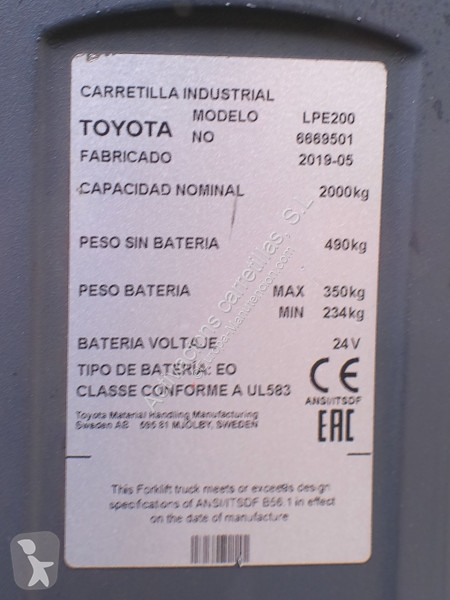 CARRETILLA INDUSTRIAL
TOYOTA MODELO LPE200
NO 6669501
FABRICADO 2019-05
CAPACIDAD NOMINAL 2000kg
PESO SIN BATERIA 490kg
PESO BATERIA MAX 350kg
MIN 234kg
BATERIA VOLTAJE 24V
TIPO DE BATERIA: EO
CLASSE CONFORME A UL583
CE
ANSI/ITSDF
EAC
Toyota Material Handling Manufacturing
Sweden AB 595 81 MJOLBY, SWEDEN
This Forklift truck meets or exceeds design
specifications of ANSI/ITSDF B56.1 in effect
on the date of manufacture